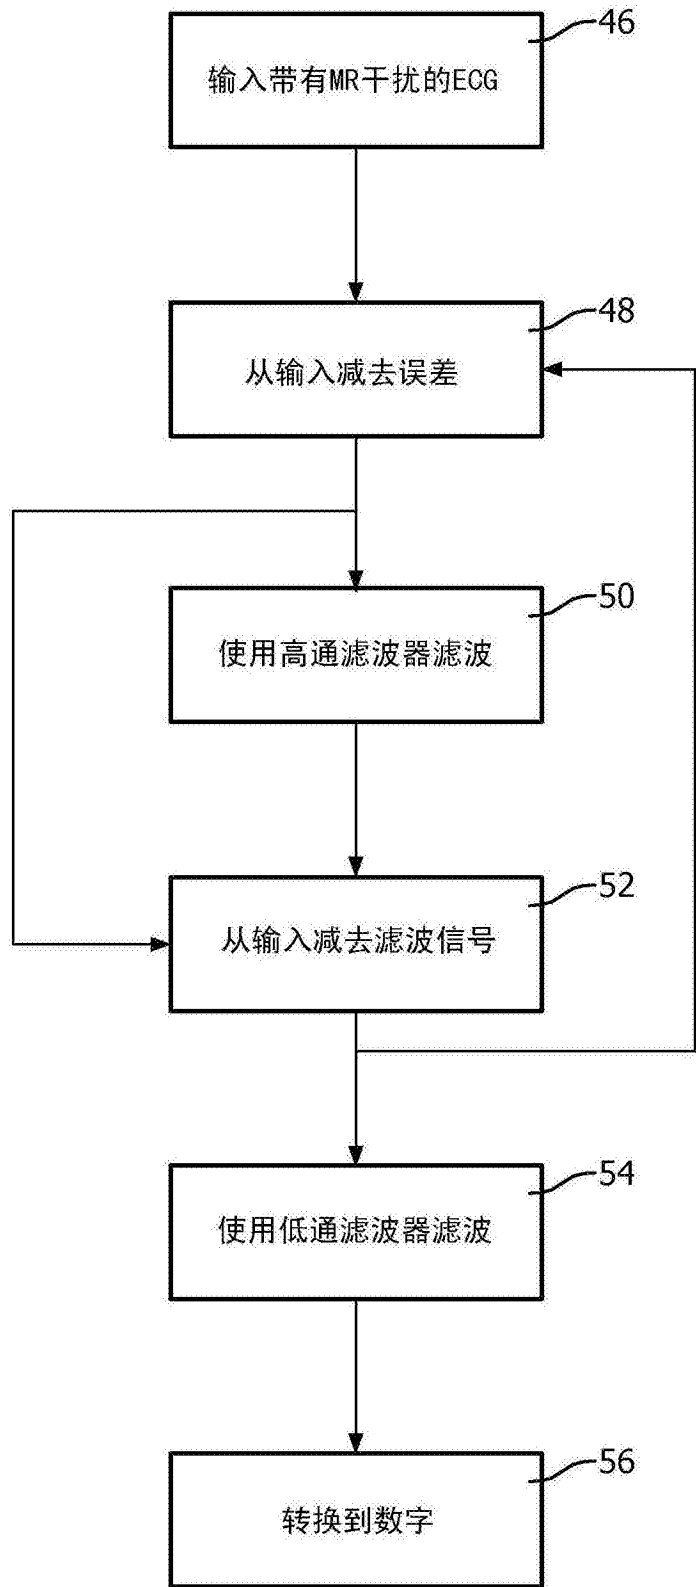 46
输入带有MR干扰的ECG
48
从输入减去误差
50
使用高通滤波器滤波
52
从输入减去滤波信号
54
使用低通滤波器滤波
56
转换到数字